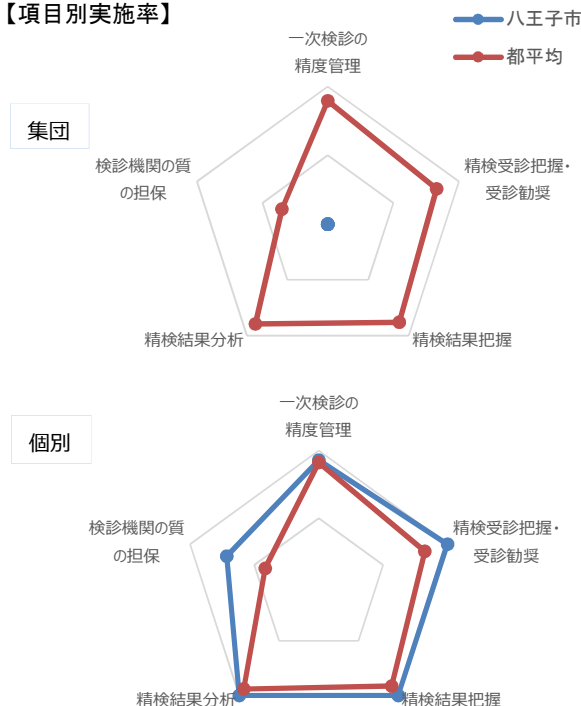 【項目別実施率】
八王子市
都平均
集団
一次検診の
精度管理
精検受診把握・
受診勧奨
精検結果把握
精検結果分析
検診機関の質
の担保
個別
一次検診の
精度管理
精検受診把握・
受診勧奨
精検結果把握
精検結果分析
検診機関の質
の担保